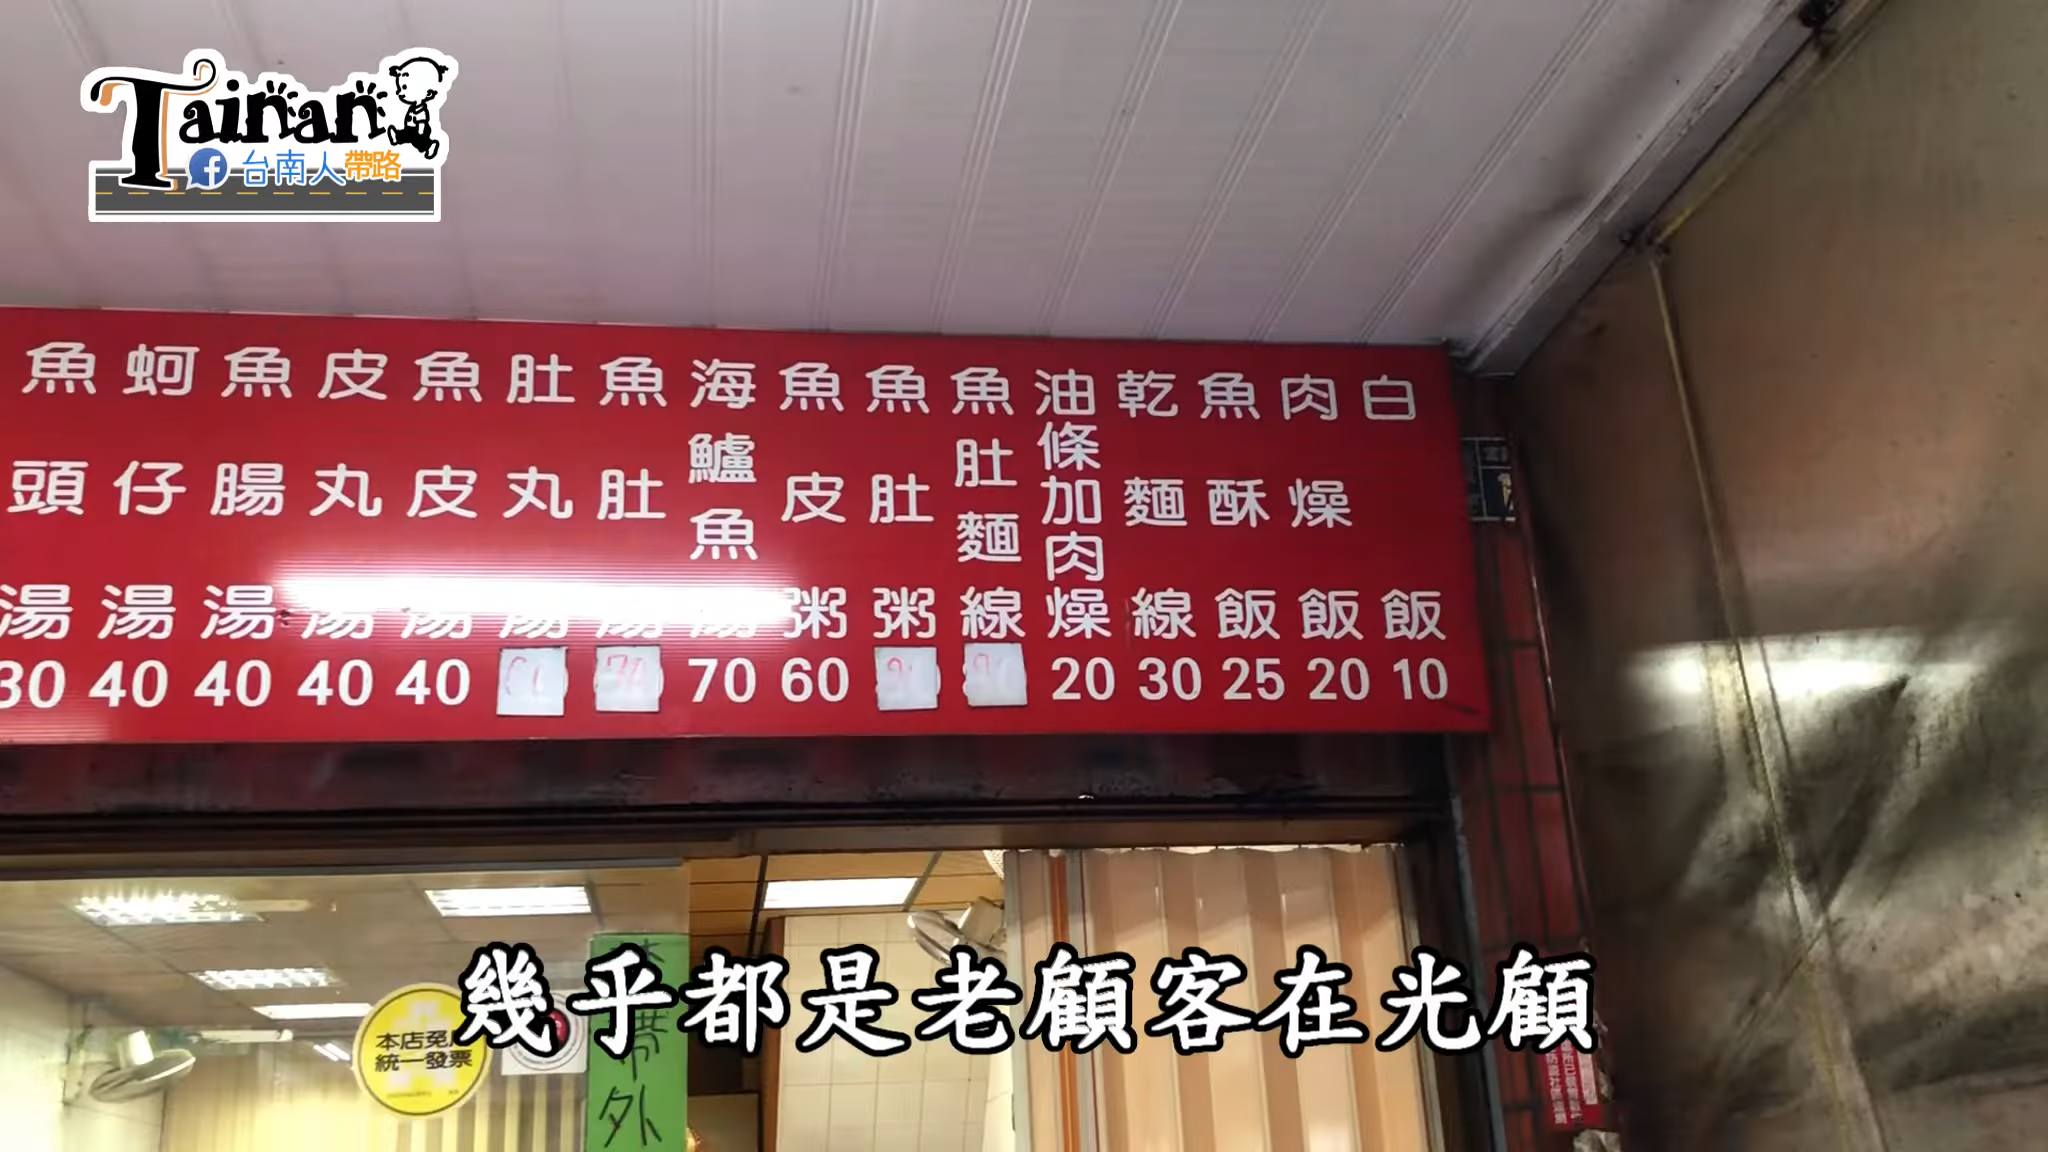 Tainan
台南人帶路
魚頭湯 30
蚵仔湯 40
魚腸湯 40
皮丸湯 40
魚皮湯 40
肚丸湯
魚肚湯
海鱸魚湯 70
魚皮粥 60
魚肚粥
魚肚麵線
油條加肉燥 20
乾麵線 30
魚酥飯 25
肉燥飯 20
白飯 10
本店免用
統一發票
外
幾乎都是老顧客在光顧